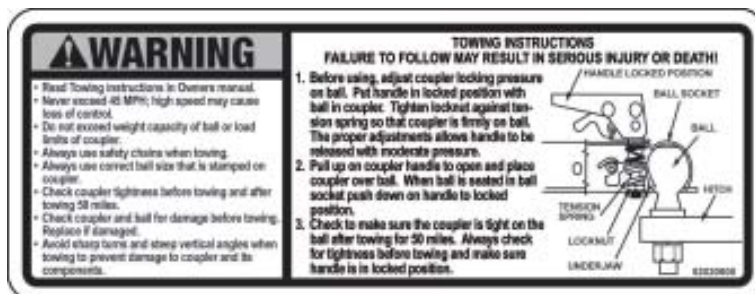 WARNING
• Read Towing instructions in Owners manual.
• Never exceed 45 MPH; high speed may cause
loss of control.
• Do not exceed weight capacity of ball or load
limits of coupler.
• Always use safety chains when towing.
• Always use correct ball size that is stamped on
coupler.
• Check coupler tightness before towing and after
towing 50 miles.
• Check coupler and ball for damage before towing.
Replace if damaged.
• Avoid sharp turns and steep vertical angles when
towing to prevent damage to coupler and its
components.
TOWING INSTRUCTIONS
FAILURE TO FOLLOW MAY RESULT IN SERIOUS INJURY OR DEATH!
1. Before using, adjust coupler locking pressure
on ball. Put handle in locked position with
ball in coupler. Tighten locknut against ten-
sion spring so that coupler is firmly on ball.
The proper adjustments allows handle to be
released with moderate pressure.
2. Pull up on coupler handle to open and place
coupler over ball. When ball is seated in ball
socket push down on handle to locked
position.
3. Check to make sure the coupler is tight on the
ball after towing for 50 miles. Always check
for tightness before towing and make sure
handle is in locked position.
HANDLE LOCKED POSITION
BALL SOCKET
BALL
HITCH
TENSION
SPRING
LOCKNUT
UNDERJAW